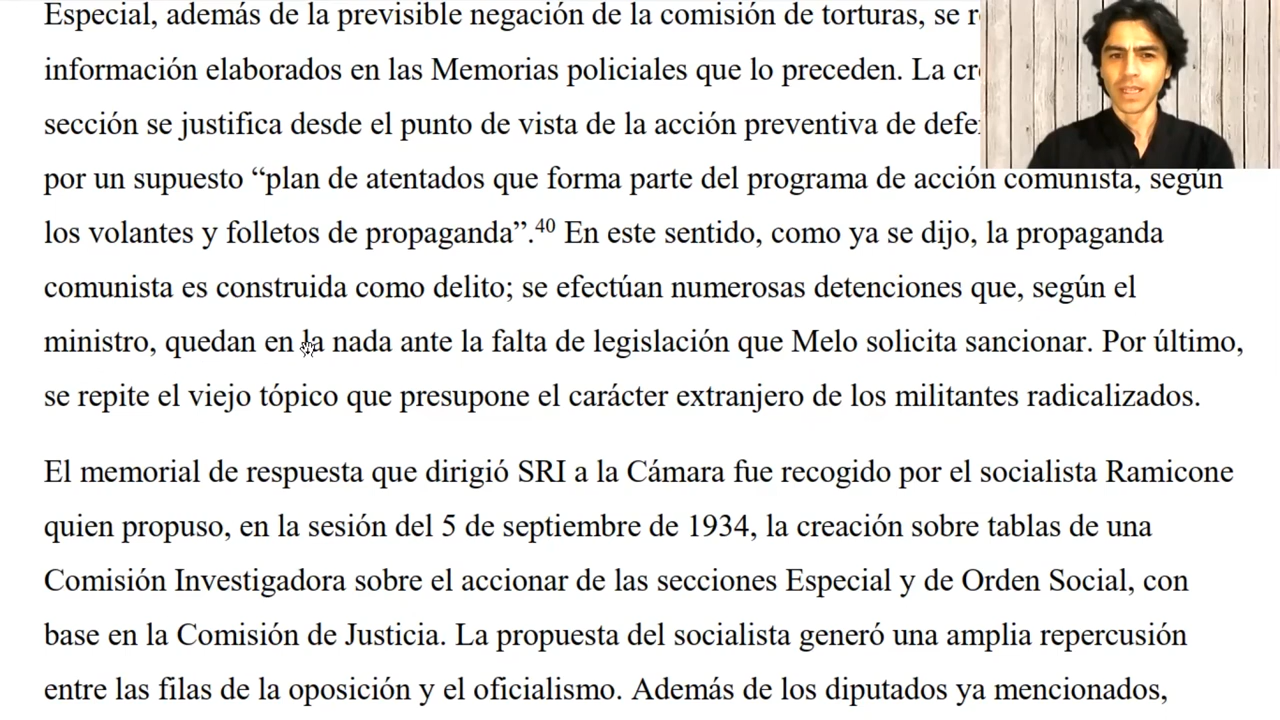 Especial, además de la previsible negación de la comisión de torturas, se
información elaborados en las Memorias policiales que lo preceden. La
sección se justifica desde el punto de vista de la acción preventiva de
por un supuesto “plan de atentados que forma parte del programa de acción comunista, según
los volantes y folletos de propaganda”.⁴⁰ En este sentido, como ya se dijo, la propaganda
comunista es construida como delito; se efectúan numerosas detenciones que, según el
ministro, quedan en la nada ante la falta de legislación que Melo solicita sancionar. Por último,
se repite el viejo tópico que presupone el carácter extranjero de los militantes radicalizados.
El memorial de respuesta que dirigió SRI a la Cámara fue recogido por el socialista Ramicone
quien propuso, en la sesión del 5 de septiembre de 1934, la creación sobre tablas de una
Comisión Investigadora sobre el accionar de las secciones Especial y de Orden Social, con
base en la Comisión de Justicia. La propuesta del socialista generó una amplia repercusión
entre las filas de la oposición y el oficialismo. Además de los diputados ya mencionados,